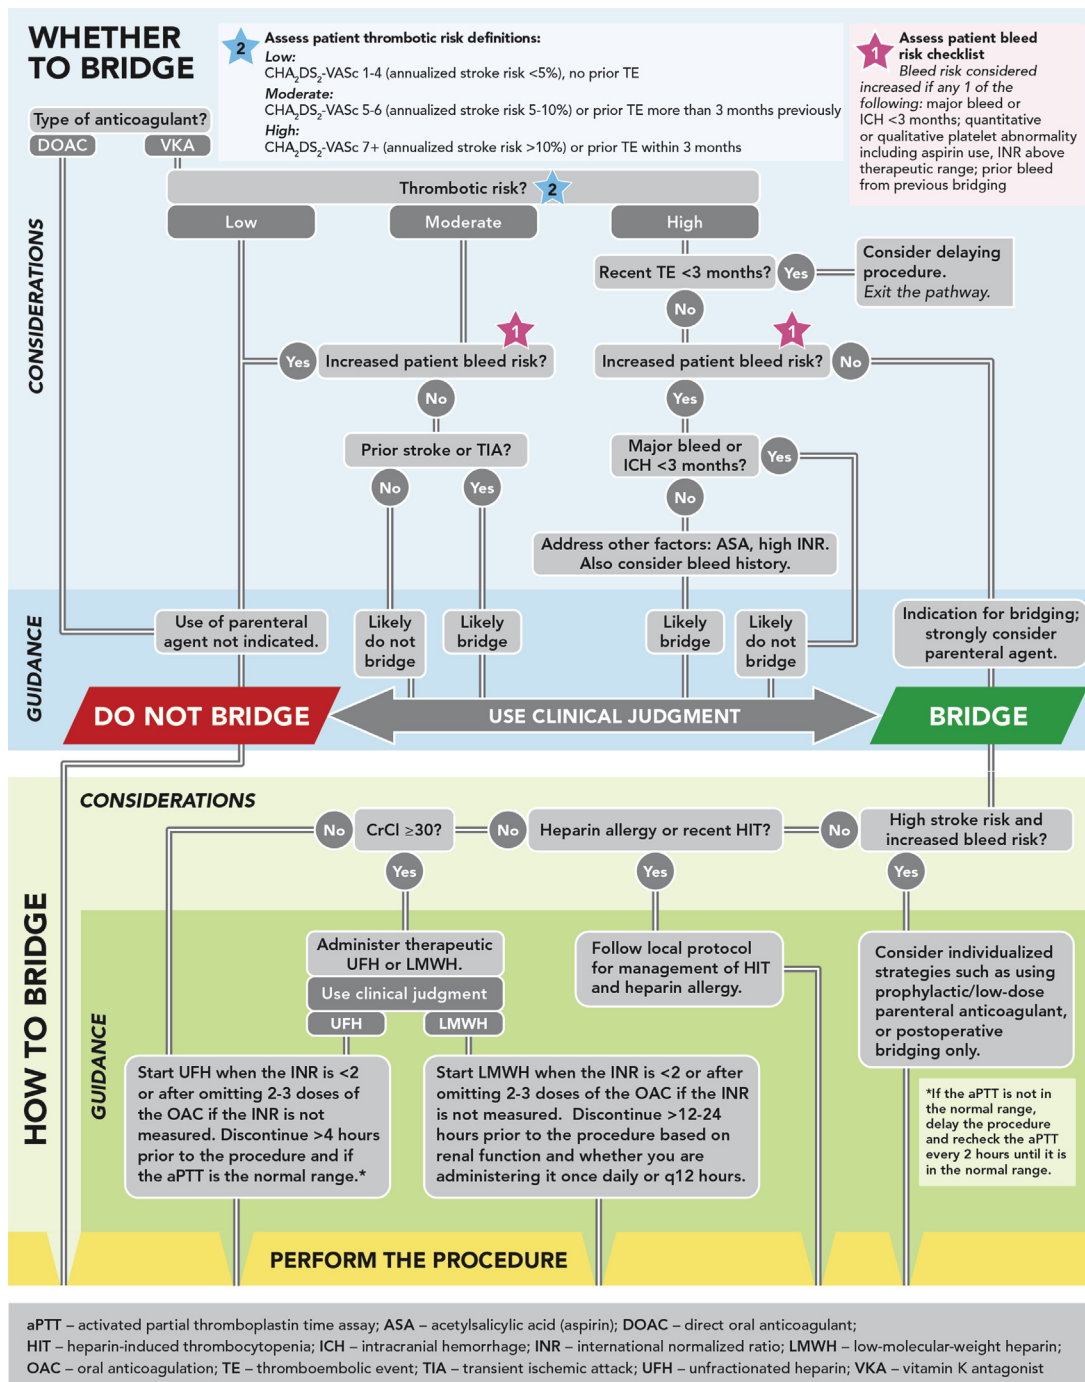 WHETHER
TO BRIDGE
2
Assess patient thrombotic risk definitions:
Low:
CHA2DS2-VASc 1-4 (annualized stroke risk <5%), no prior TE
Moderate:
CHA2DS2-VASc 5-6 (annualized stroke risk 5-10%) or prior TE more than 3 months previously
High:
CHA2DS2-VASc 7+ (annualized stroke risk >10%) or prior TE within 3 months
1
Assess patient bleed
risk checklist
Bleed risk considered
increased if any 1 of the
following: major bleed or
ICH <3 months; quantitative
or qualitative platelet abnormality
including aspirin use, INR above
therapeutic range; prior bleed
from previous bridging
Type of anticoagulant?
DOAC
VKA
CONSIDERATIONS
Thrombotic risk?
2
Low
Moderate
High
Recent TE <3 months?
Yes
Consider delaying
procedure.
Exit the pathway.
No
1
1
Yes
Increased patient bleed risk?
Increased patient bleed risk?
No
No
Yes
Prior stroke or TIA?
Major bleed or
ICH <3 months?
Yes
No
Yes
No
Address other factors: ASA, high INR.
Also consider bleed history.
GUIDANCE
Use of parenteral
agent not indicated.
Likely
do not
bridge
Likely
bridge
Likely
bridge
Likely
do not
bridge
Indication for bridging;
strongly consider
parenteral agent.
DO NOT BRIDGE
USE CLINICAL JUDGMENT
BRIDGE
HOW TO BRIDGE
CONSIDERATIONS
No
CrCl ≥30?
No
Heparin allergy or recent HIT?
No
High stroke risk and
increased bleed risk?
Yes
Yes
Yes
GUIDANCE
Administer therapeutic
UFH or LMWH.
Use clinical judgment
UFH
LMWH
Follow local protocol
for management of HIT
and heparin allergy.
Consider individualized
strategies such as using
prophylactic/low-dose
parenteral anticoagulant,
or postoperative
bridging only.
Start UFH when the INR is <2
or after omitting 2-3 doses of
the OAC if the INR is not
measured. Discontinue >4 hours
prior to the procedure and if
the aPTT is the normal range.*
Start LMWH when the INR is <2 or after
omitting 2-3 doses of the OAC if the INR
is not measured. Discontinue >12-24
hours prior to the procedure based on
renal function and whether you are
administering it once daily or q12 hours.
*If the aPTT is not in
the normal range,
delay the procedure
and recheck the aPTT
every 2 hours until it is
in the normal range.
PERFORM THE PROCEDURE
aPTT – activated partial thromboplastin time assay; ASA – acetylsalicylic acid (aspirin); DOAC – direct oral anticoagulant;
HIT – heparin-induced thrombocytopenia; ICH – intracranial hemorrhage; INR – international normalized ratio; LMWH – low-molecular-weight heparin;
OAC – oral anticoagulation; TE – thromboembolic event; TIA – transient ischemic attack; UFH – unfractionated heparin; VKA – vitamin K antagonist